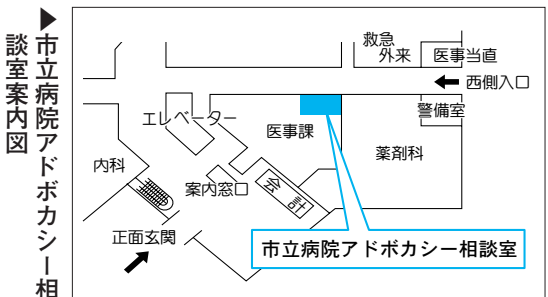 ▶市立病院アドボカシー相
談室案内図
救急
外来
医事当直
西側入口
警備室
エレベーター
医事課
薬剤科
内科
案内窓口
会計
正面玄関
市立病院アドボカシー相談室